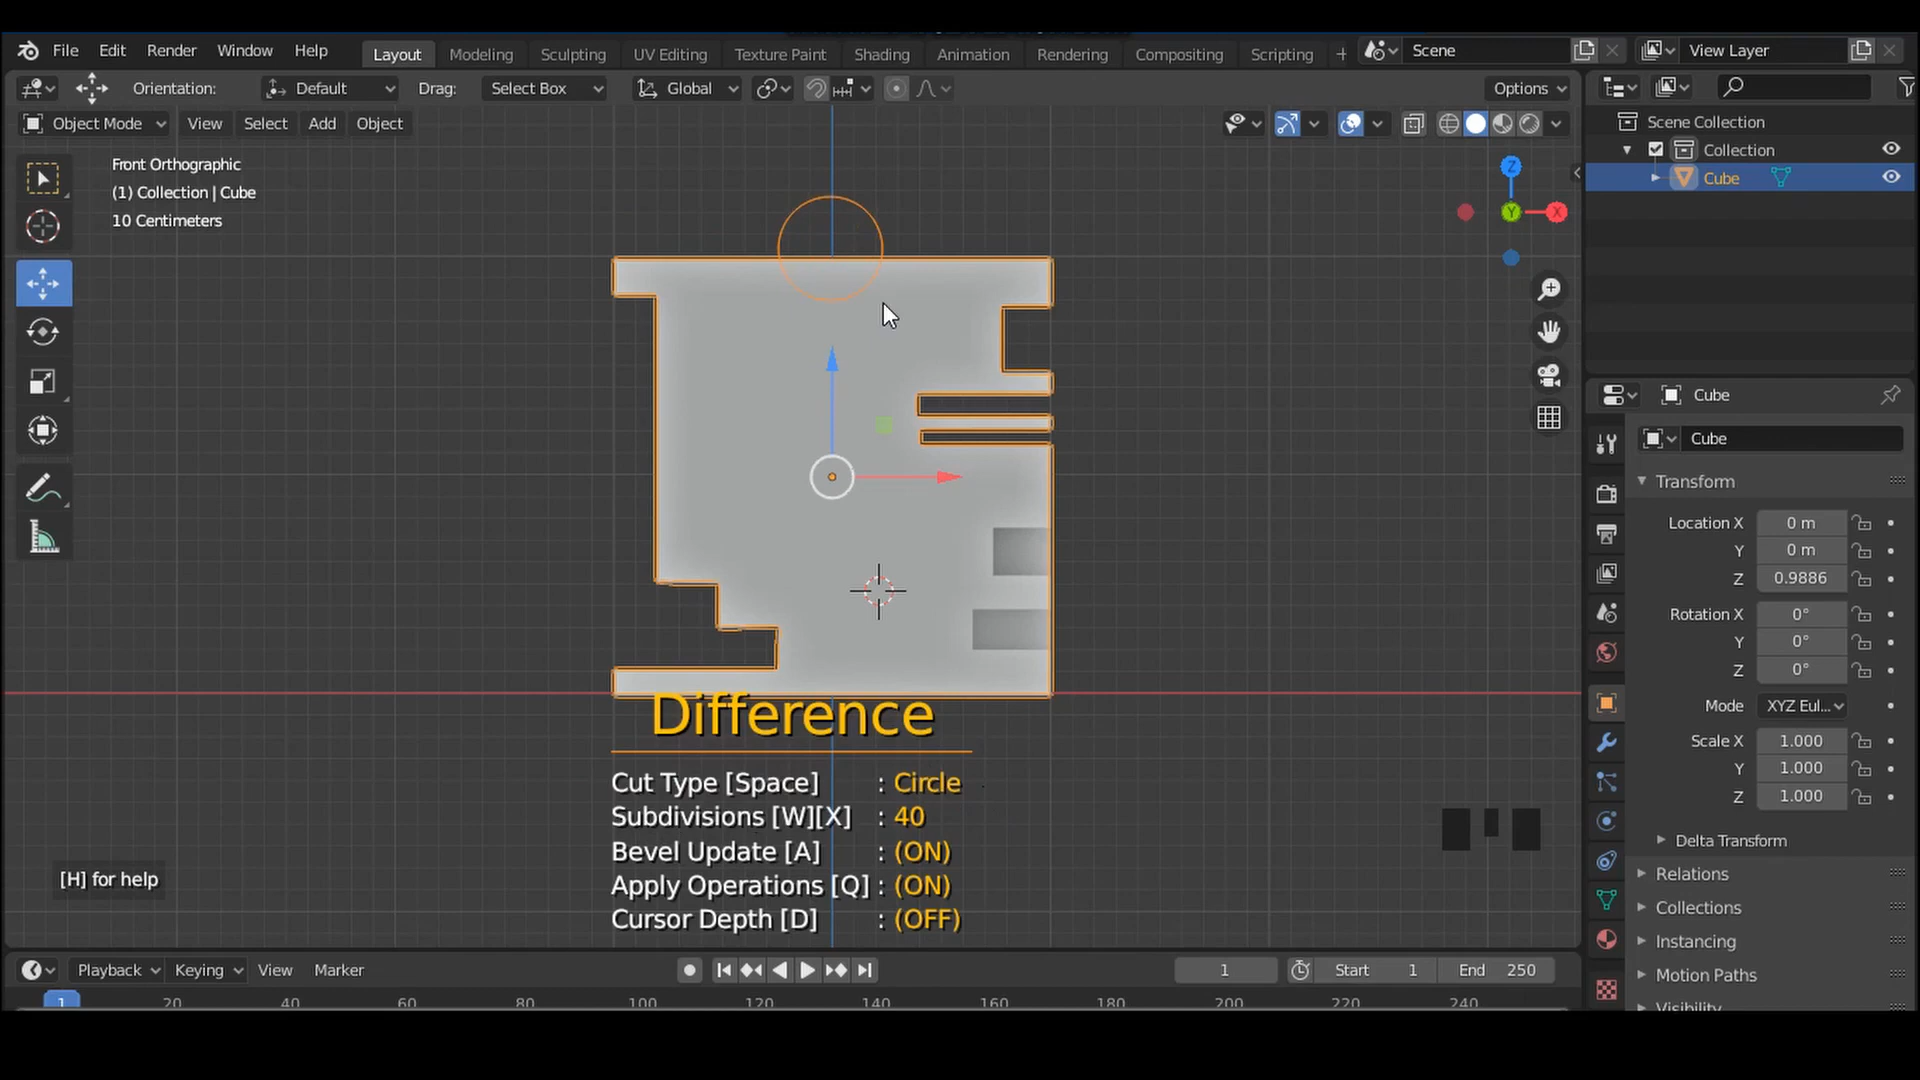 File Edit Render Window Help Layout Modeling Sculpting UV Editing Texture Paint Shading Animation Rendering Compositing Scripting + Scene View Layer
Orientation: Default Drag: Select Box Global Options
Object Mode View Select Add Object
Front Orthographic
(1) Collection | Cube
10 Centimeters
Z
Y
X
Scene Collection
Collection
Cube
Cube
Cube
Transform
Location X 0 m
Y 0 m
Z 0.9886
Rotation X 0°
Y 0°
Z 0°
Mode XYZ Eul...
Scale X 1.000
Y 1.000
Z 1.000
Delta Transform
Relations
Collections
Instancing
Motion Paths
Visibility
Difference
Cut Type [Space] : Circle
Subdivisions [W][X] : 40
Bevel Update [A] : (ON)
Apply Operations [Q] : (ON)
Cursor Depth [D] : (OFF)
[H] for help
Playback Keying View Marker 1 Start 1 End 250
1 20 40 60 80 100 120 140 160 180 200 220 240